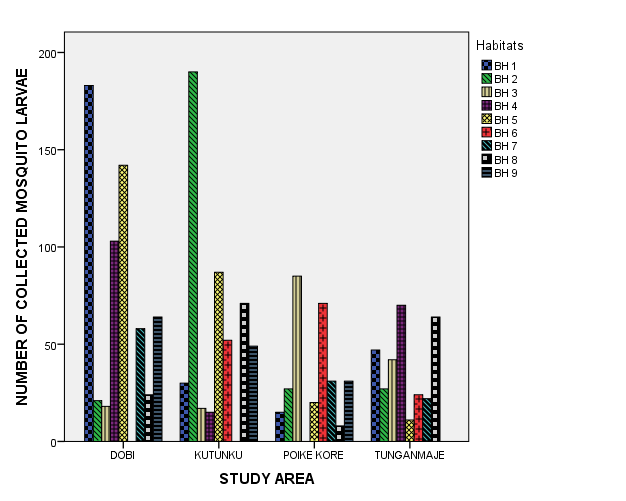 NUMBER OF COLLECTED MOSQUITO LARVAE
200
150
100
50
0
DOBI
KUTUNKU
POIKE KORE
TUNGANMAJE
STUDY AREA
Habitats
BH 1
BH 2
BH 3
BH 4
BH 5
BH 6
BH 7
BH 8
BH 9